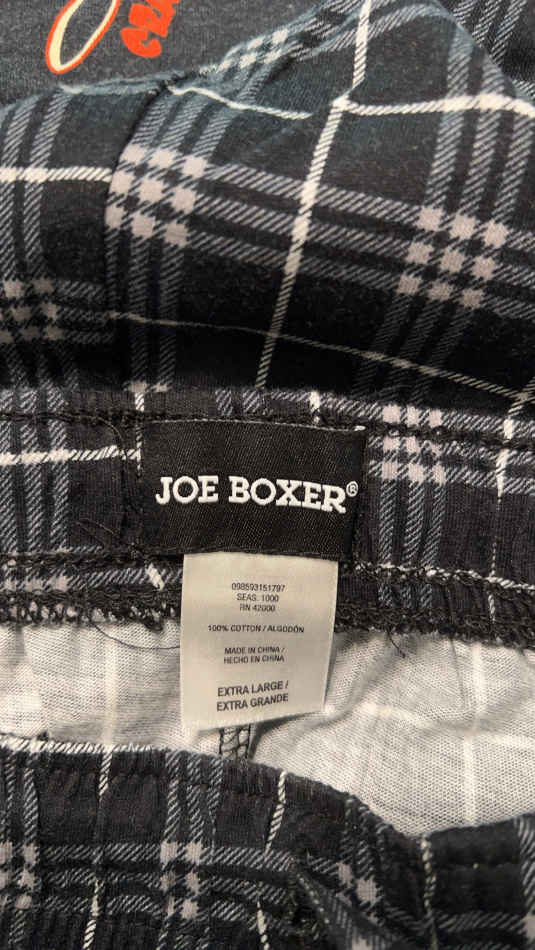 JOE BOXER®
098593151797
SEAS. 1000
RN 42000
100% COTTON / ALGODÓN
MADE IN CHINA /
HECHO EN CHINA
EXTRA LARGE /
EXTRA GRANDE